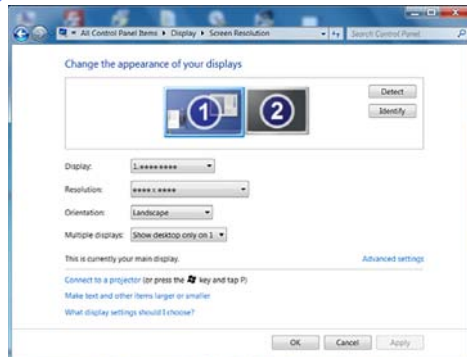 All Control Panel Items ▸ Display ▸ Screen Resolution
Search Control Panel
Change the appearance of your displays
1
2
Detect
Identify
Display: 1.********
Resolution: **** x ****
Orientation: Landscape
Multiple displays: Show desktop only on 1
This is currently your main display.
Advanced settings
Connect to a projector (or press the key and tap P)
Make text and other items larger or smaller
What display settings should I choose?
OK
Cancel
Apply